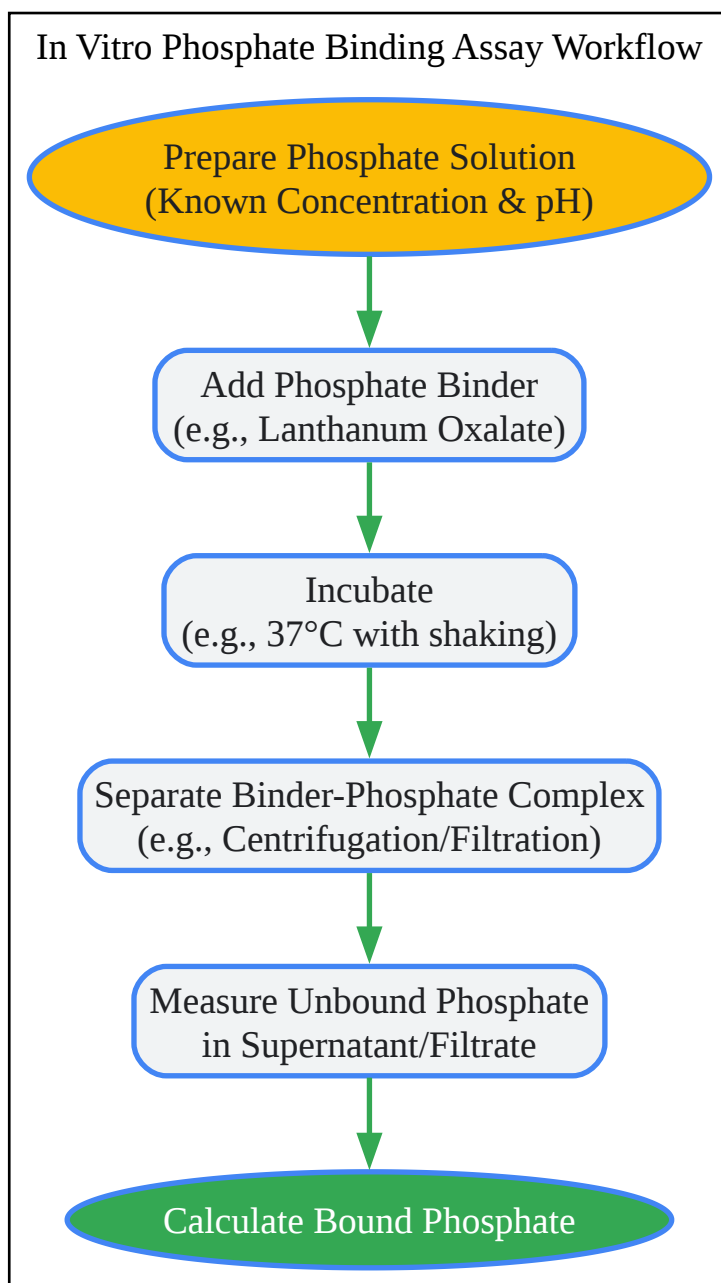 In Vitro Phosphate Binding Assay Workflow
Prepare Phosphate Solution
(Known Concentration & pH)
Add Phosphate Binder
(e.g., Lanthanum Oxalate)
Incubate
(e.g., 37°C with shaking)
Separate Binder-Phosphate Complex
(e.g., Centrifugation/Filtration)
Measure Unbound Phosphate
in Supernatant/Filtrate
Calculate Bound Phosphate